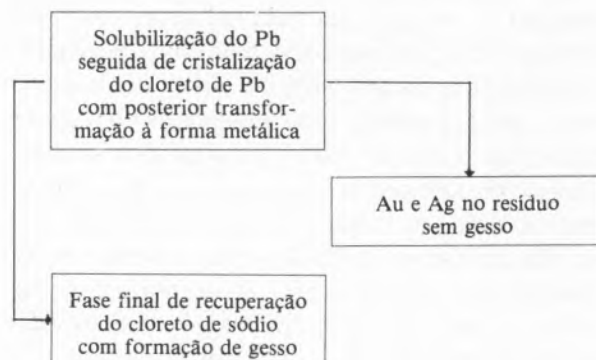 Solubilização do Pb
seguida de cristalização
do cloreto de Pb
com posterior transfor-
mação à forma metálica
Au e Ag no resíduo
sem gesso
Fase final de recuperação
do cloreto de sódio
com formação de gesso